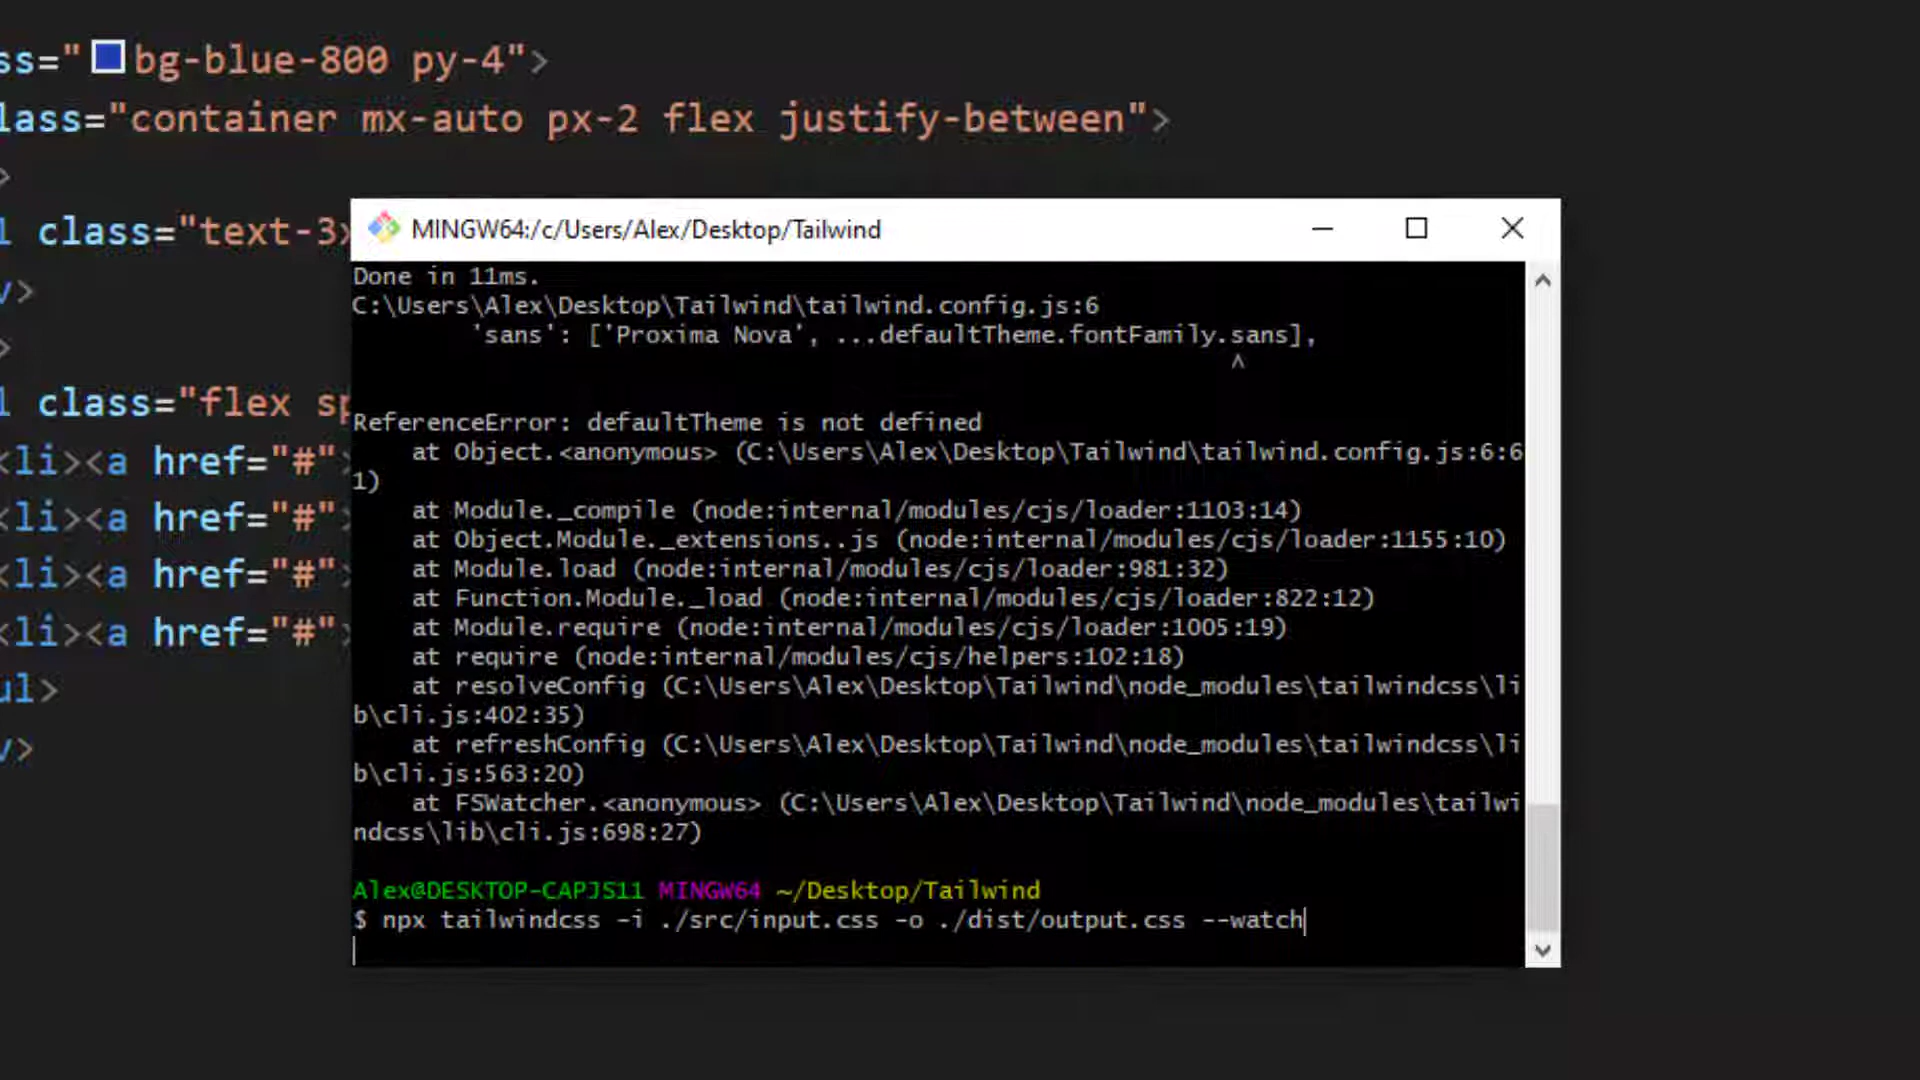 ss="bg-blue-800 py-4">
lass="container mx-auto px-2 flex justify-between">
>
l class="text-3x
v>
>
l class="flex sp
<li><a href="#">
<li><a href="#">
<li><a href="#">
<li><a href="#">
ul>
v>
MINGW64:/c/Users/Alex/Desktop/Tailwind
Done in 11ms.
C:\Users\Alex\Desktop\Tailwind\tailwind.config.js:6
'sans': ['Proxima Nova', ...defaultTheme.fontFamily.sans],
^
ReferenceError: defaultTheme is not defined
at Object.<anonymous> (C:\Users\Alex\Desktop\Tailwind\tailwind.config.js:6:6
1)
at Module._compile (node:internal/modules/cjs/loader:1103:14)
at Object.Module._extensions..js (node:internal/modules/cjs/loader:1155:10)
at Module.load (node:internal/modules/cjs/loader:981:32)
at Function.Module._load (node:internal/modules/cjs/loader:822:12)
at Module.require (node:internal/modules/cjs/loader:1005:19)
at require (node:internal/modules/cjs/helpers:102:18)
at resolveConfig (C:\Users\Alex\Desktop\Tailwind\node_modules\tailwindcss\li
b\cli.js:402:35)
at refreshConfig (C:\Users\Alex\Desktop\Tailwind\node_modules\tailwindcss\li
b\cli.js:563:20)
at FSWatcher.<anonymous> (C:\Users\Alex\Desktop\Tailwind\node_modules\tailwi
ndcss\lib\cli.js:698:27)
Alex@DESKTOP-CAPJS11 MINGW64 ~/Desktop/Tailwind
$ npx tailwindcss -i ./src/input.css -o ./dist/output.css --watch